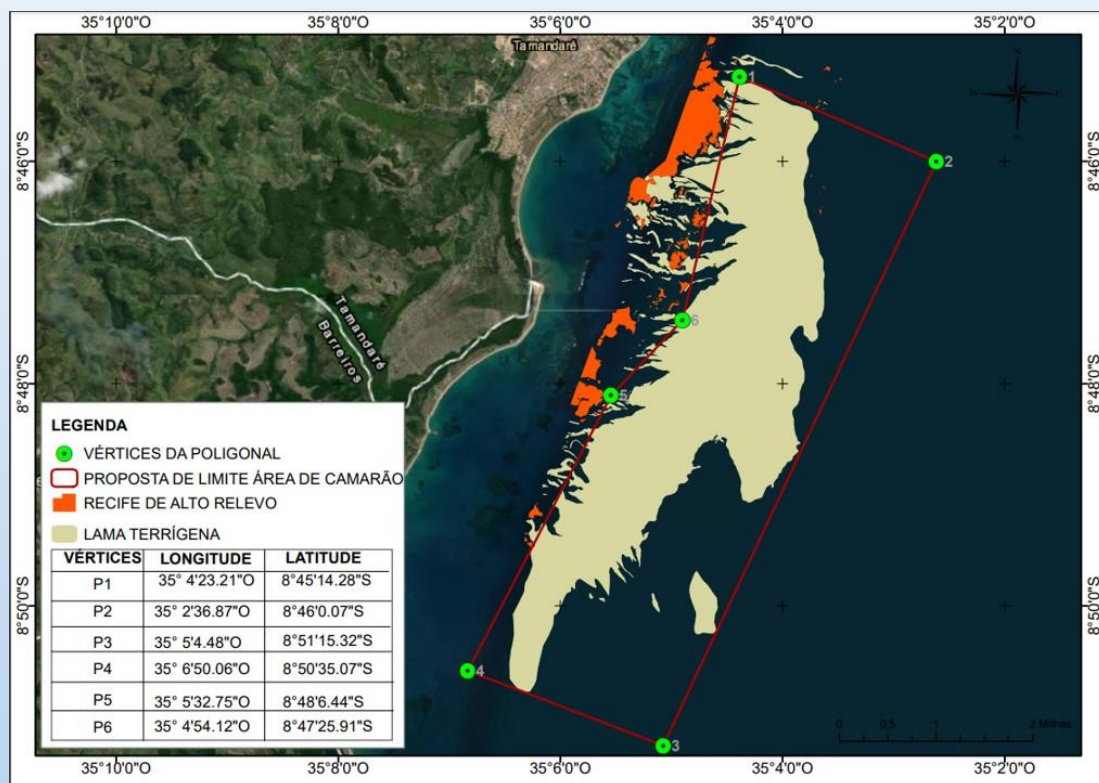 35°10'0"O 35°8'0"O 35°6'0"O 35°4'0"O 35°2'0"O
Tamandaré
N
W E
S
1
8°46'0"S 2 8°46'0"S
Tamandaré
Barreiros
6
8°48'0"S 5 8°48'0"S
LEGENDA
VÉRTICES DA POLIGONAL
PROPOSTA DE LIMITE ÁREA DE CAMARÃO
RECIFE DE ALTO RELEVO
LAMA TERRÍGENA
VÉRTICES LONGITUDE LATITUDE
P1 35° 4'23.21"O 8°45'14.28"S
P2 35° 2'36.87"O 8°46'0.07"S
P3 35° 5'4.48"O 8°51'15.32"S
P4 35° 6'50.06"O 8°50'35.07"S
P5 35° 5'32.75"O 8°48'6.44"S
P6 35° 4'54.12"O 8°47'25.91"S
8°50'0"S 8°50'0"S
4
3
0 0,5 1 2 Milhas
35°10'0"O 35°8'0"O 35°6'0"O 35°4'0"O 35°2'0"O